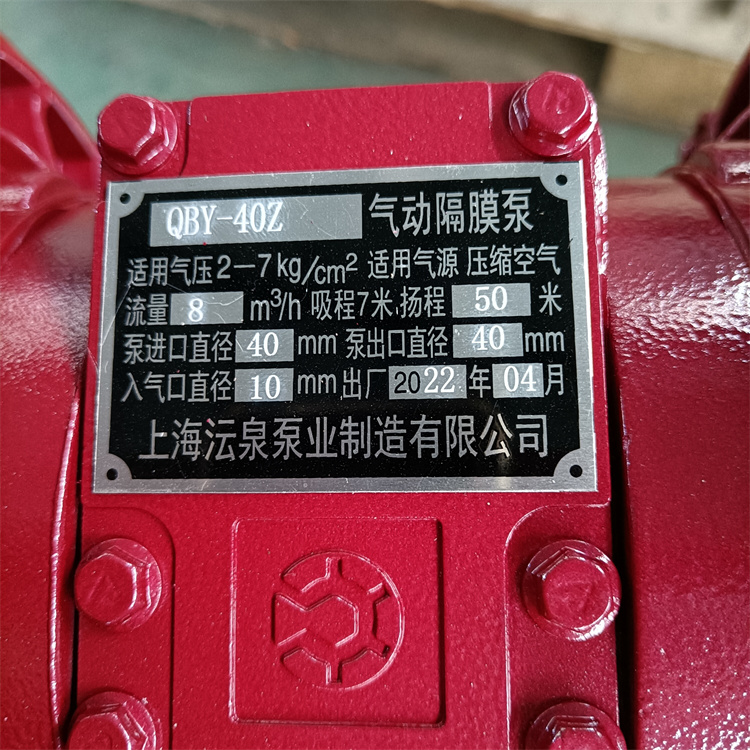 QBY-40Z 气动隔膜泵
适用气压2—7kg/cm² 适用气源 压缩空气
流量 8 m³/h 吸程7米,扬程 50 米
泵进口直径 40 mm 泵出口直径 40 mm
入气口直径 10 mm 出厂 2022 年 04 月
上海沄泉泵业制造有限公司